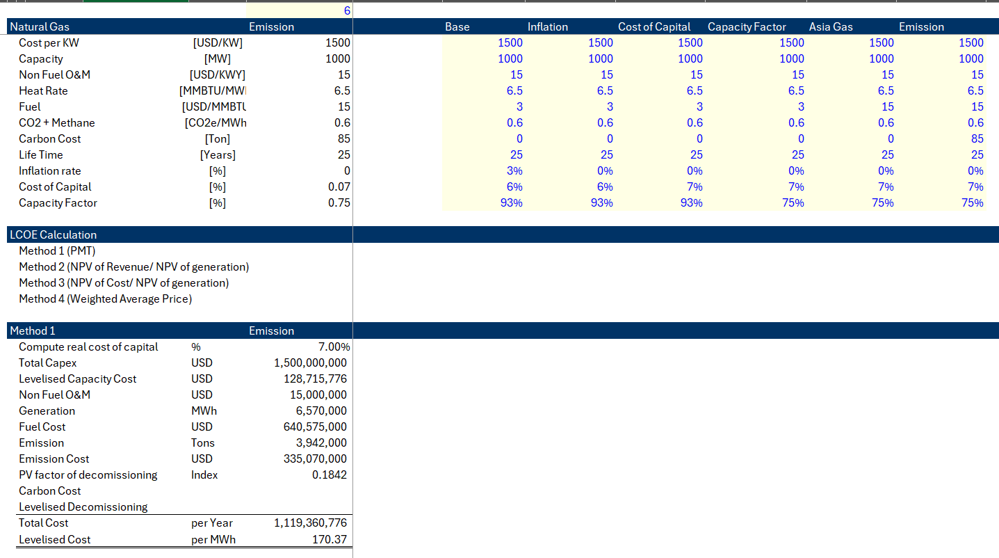 6
Natural Gas Emission Base Inflation Cost of Capital Capacity Factor Asia Gas Emission
Cost per KW [USD/KW] 1500 1500 1500 1500 1500 1500 1500
Capacity [MW] 1000 1000 1000 1000 1000 1000 1000
Non Fuel O&M [USD/KWY] 15 15 15 15 15 15 15
Heat Rate [MMBTU/MW 6.5 6.5 6.5 6.5 6.5 6.5 6.5
Fuel [USD/MMBTU 15 3 3 3 3 15 15
CO2 + Methane [CO2e/MWh 0.6 0.6 0.6 0.6 0.6 0.6 0.6
Carbon Cost [Ton] 85 0 0 0 0 0 85
Life Time [Years] 25 25 25 25 25 25 25
Inflation rate [%] 0 3% 0% 0% 0% 0% 0%
Cost of Capital [%] 0.07 6% 6% 7% 7% 7% 7%
Capacity Factor [%] 0.75 93% 93% 93% 75% 75% 75%
LCOE Calculation
Method 1 (PMT)
Method 2 (NPV of Revenue/ NPV of generation)
Method 3 (NPV of Cost/ NPV of generation)
Method 4 (Weighted Average Price)
Method 1 Emission
Compute real cost of capital % 7.00%
Total Capex USD 1,500,000,000
Levelised Capacity Cost USD 128,715,776
Non Fuel O&M USD 15,000,000
Generation MWh 6,570,000
Fuel Cost USD 640,575,000
Emission Tons 3,942,000
Emission Cost USD 335,070,000
PV factor of decomissioning Index 0.1842
Carbon Cost
Levelised Decomissioning
Total Cost per Year 1,119,360,776
Levelised Cost per MWh 170.37